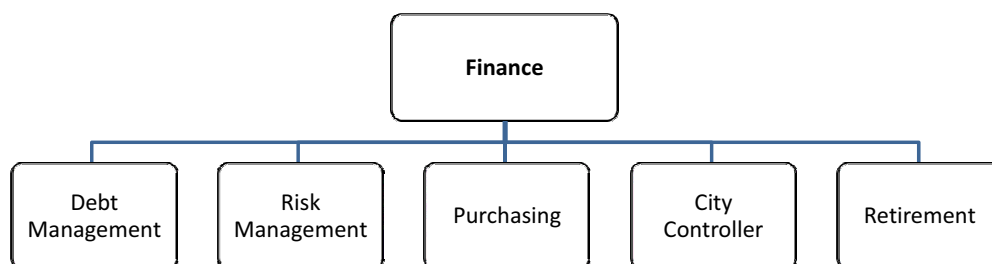 Finance
Debt
Management
Risk
Management
Purchasing
City
Controller
Retirement